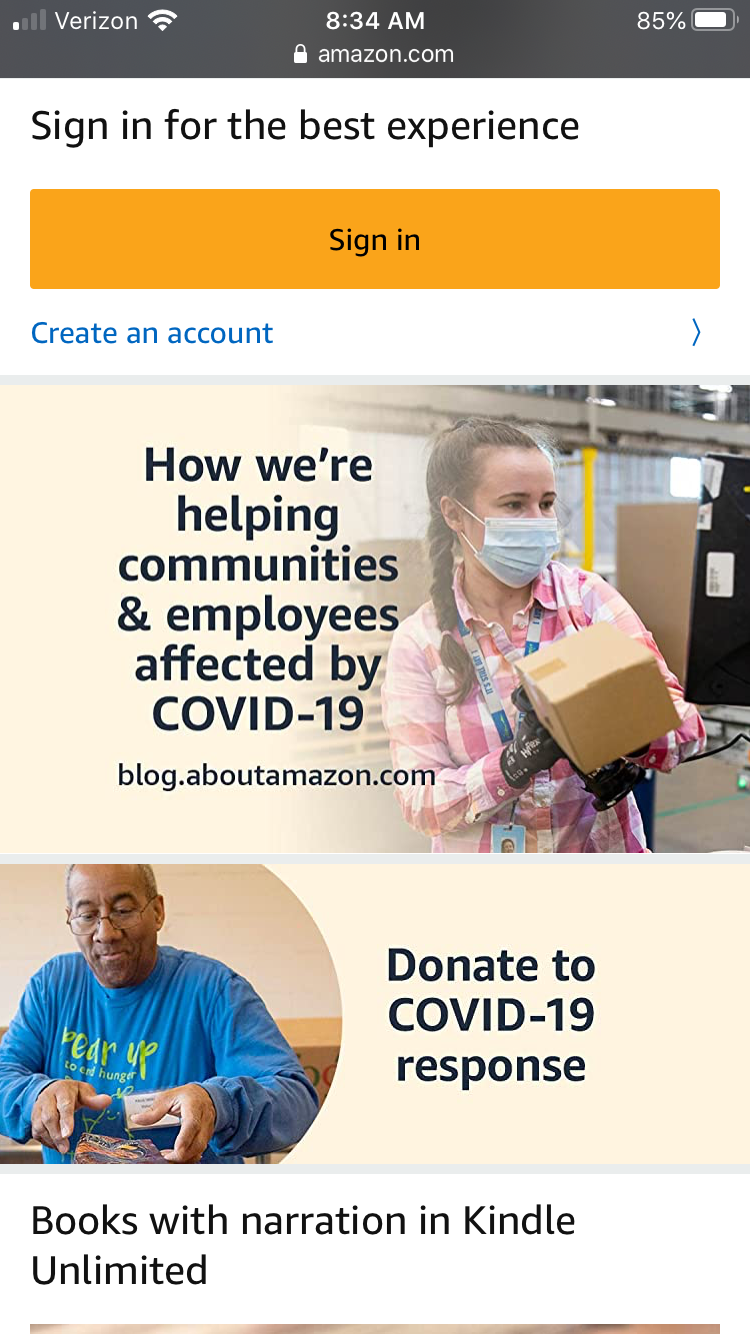 Verizon 8:34 AM 85%
amazon.com
Sign in for the best experience
Sign in
Create an account
How we’re
helping
communities
& employees
affected by
COVID-19
blog.aboutamazon.com
Donate to
COVID-19
response
pear up
to end hunger
Books with narration in Kindle
Unlimited